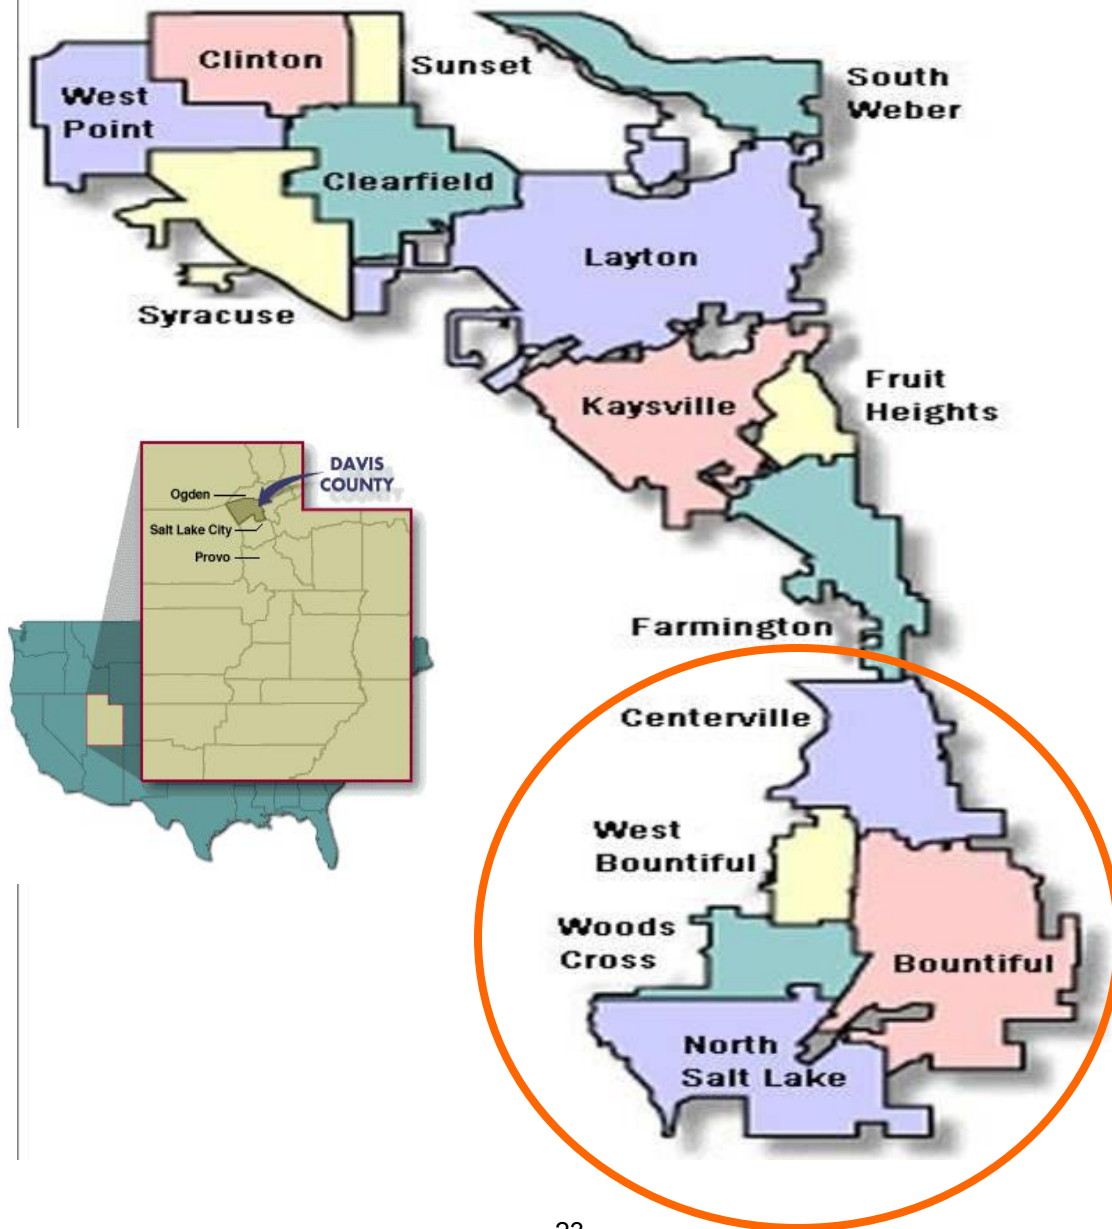 Clinton
Sunset
South
Weber
West
Point
Clearfield
Layton
Syracuse
Fruit
Heights
Kaysville
DAVIS
COUNTY
Ogden
Salt Lake City
Provo
Farmington
Centerville
West
Bountiful
Woods
Cross
Bountiful
North
Salt Lake
23